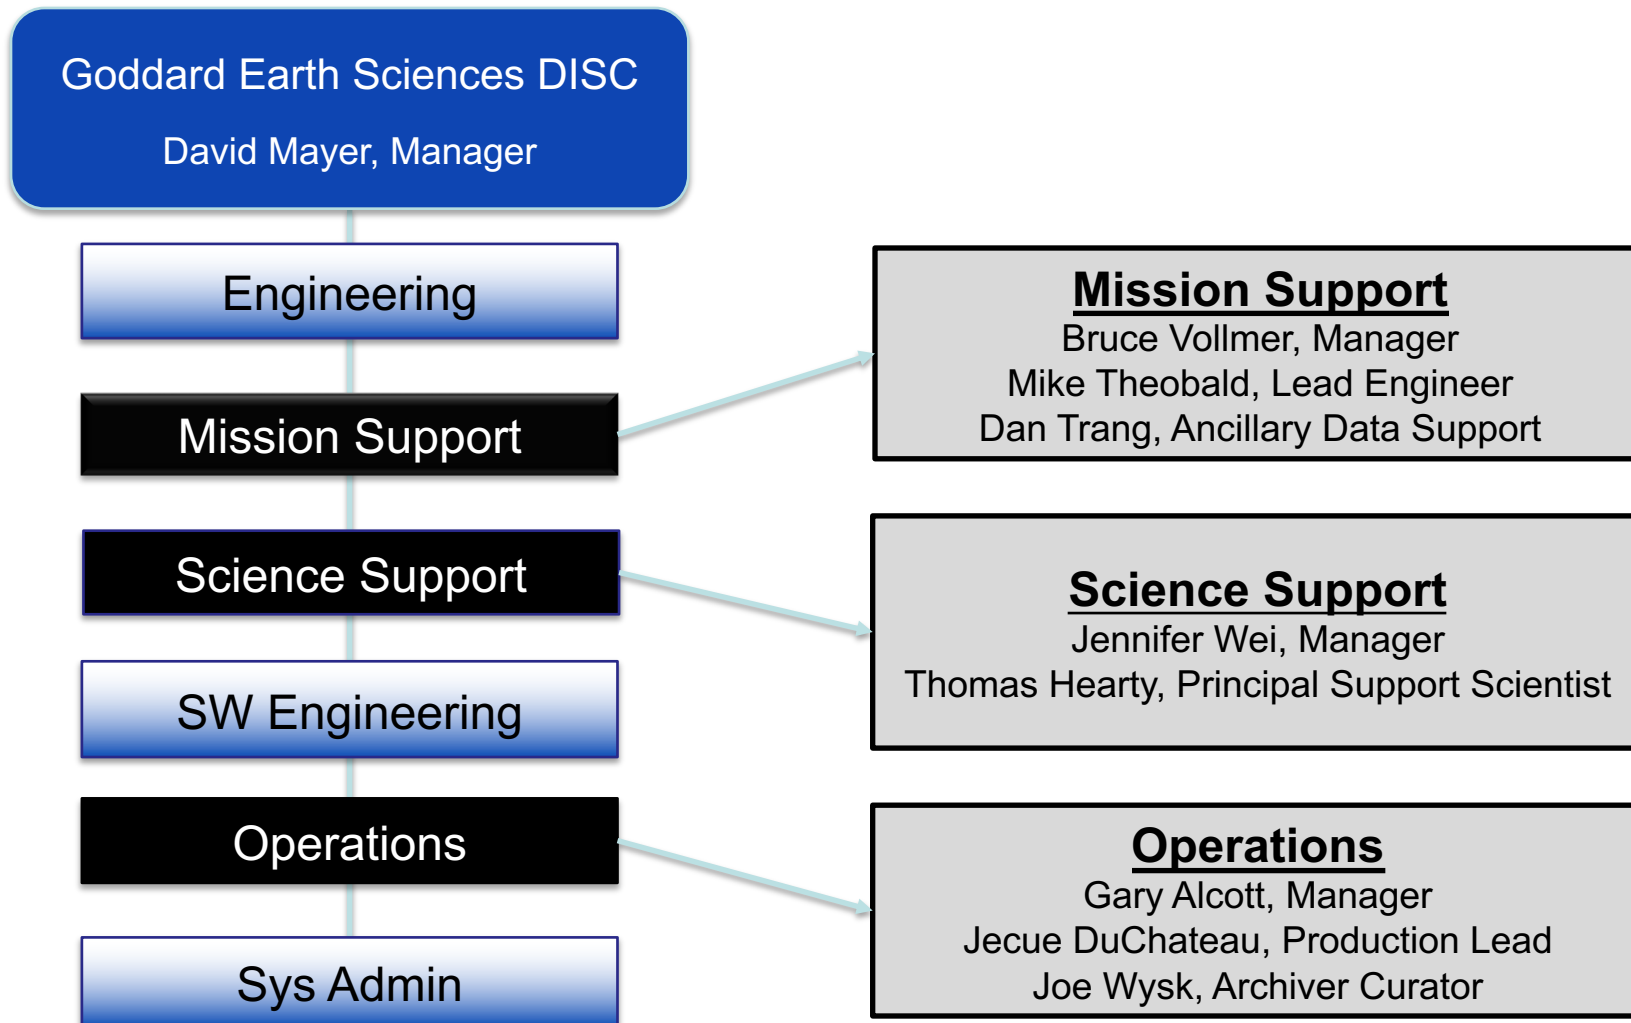 Goddard Earth Sciences DISC
David Mayer, Manager
Engineering
Mission Support
Science Support
SW Engineering
Operations
Sys Admin
Mission Support
Bruce Vollmer, Manager
Mike Theobald, Lead Engineer
Dan Trang, Ancillary Data Support
Science Support
Jennifer Wei, Manager
Thomas Hearty, Principal Support Scientist
Operations
Gary Alcott, Manager
Jecue DuChateau, Production Lead
Joe Wysk, Archiver Curator